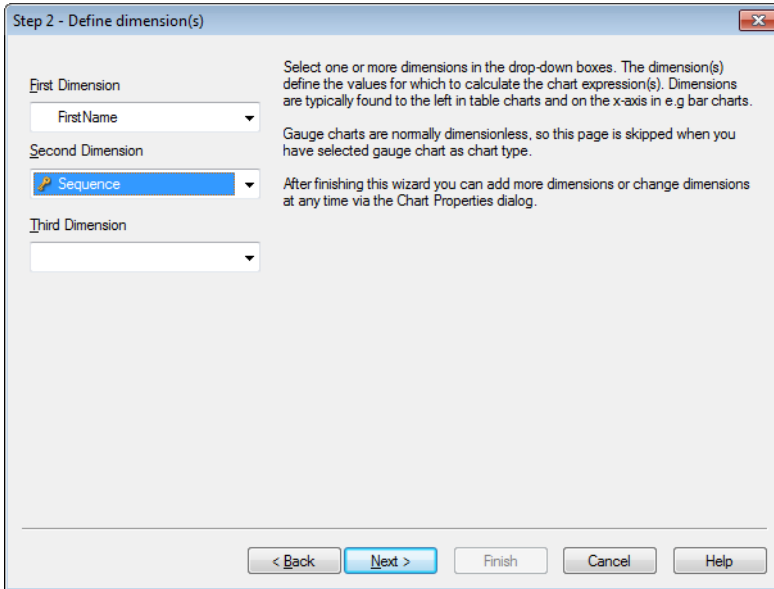 Step 2 - Define dimension(s)
First Dimension
FirstName
Second Dimension
Sequence
Third Dimension
Select one or more dimensions in the drop-down boxes. The dimension(s)
define the values for which to calculate the chart expression(s). Dimensions
are typically found to the left in table charts and on the x-axis in e.g bar charts.
Gauge charts are normally dimensionless, so this page is skipped when you
have selected gauge chart as chart type.
After finishing this wizard you can add more dimensions or change dimensions
at any time via the Chart Properties dialog.
< Back Next > Finish Cancel Help